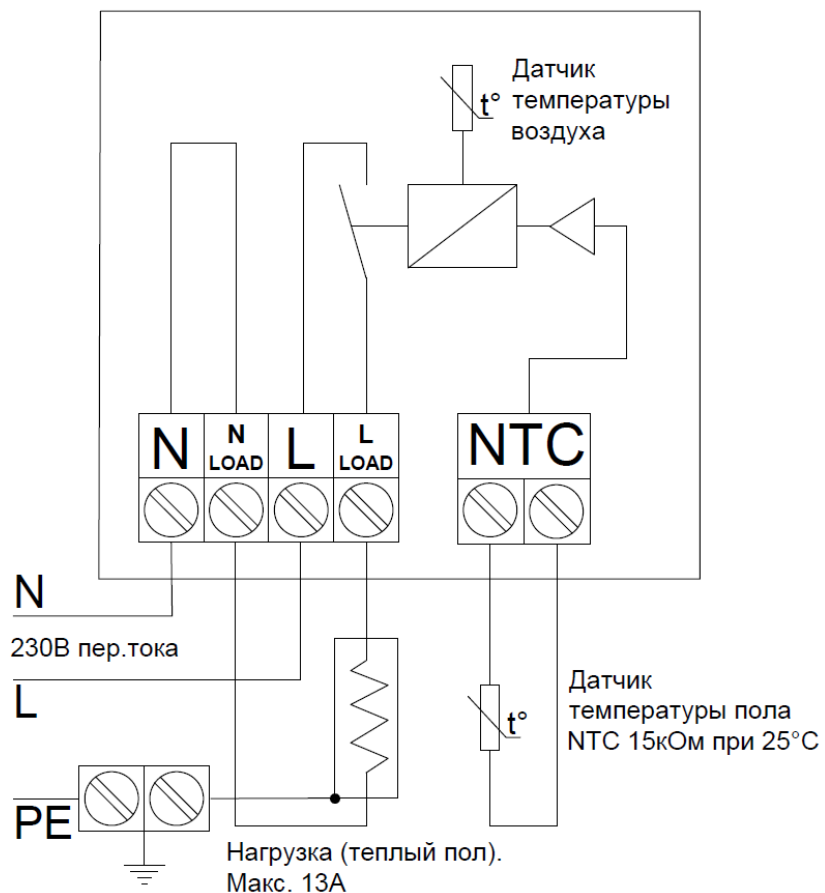 Датчик
температуры
воздуха
t°
N
N
LOAD
L
L
LOAD
NTC
N
230В пер.тока
L
PE
t°
Датчик
температуры пола
NTC 15кОм при 25°C
Нагрузка (теплый пол).
Макс. 13А